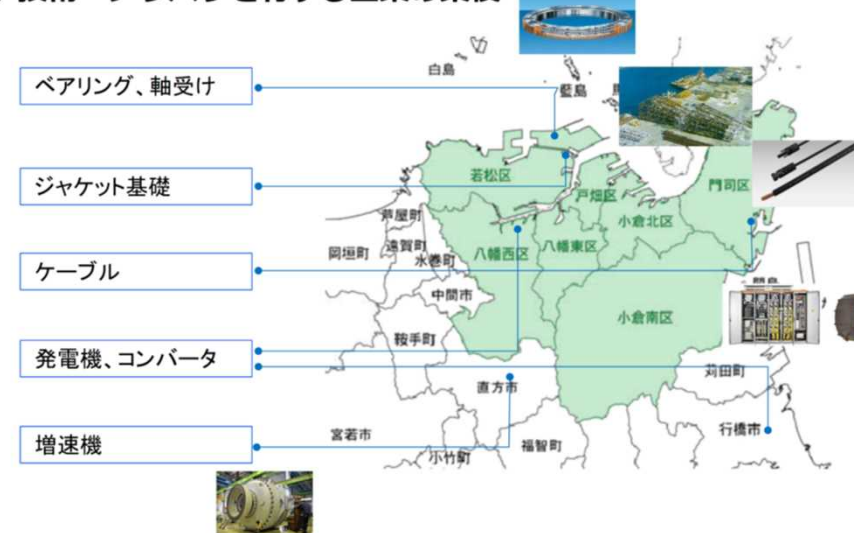 ベアリング、軸受け
ジャケット基礎
ケーブル
発電機、コンバータ
増速機
白島
藍島
若松区
戸畑区
門司区
小倉北区
芦屋町
遠賀町
岡垣町
水巻町
八幡西区
八幡東区
中間市
小倉南区
鞍手町
苅田町
直方市
行橋市
宮若市
福智町
小竹町